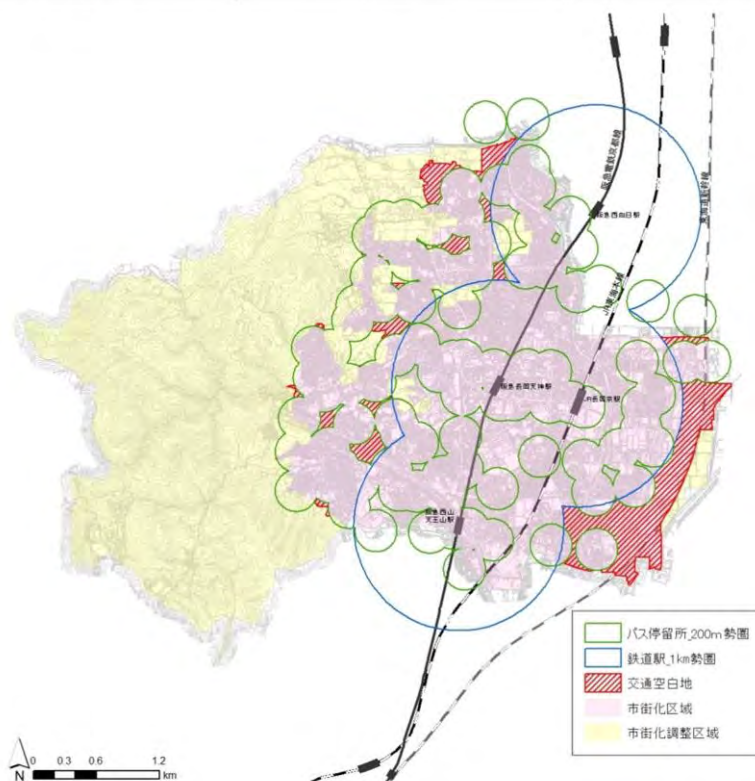 阪急電鉄京都線
東海道新幹線
阪急西向日駅
JR東海道本線
阪急長岡天神駅
JR長岡京駅
阪急西山
天王山駅
バス停留所_200m勢圏
鉄道駅_1km勢圏
交通空白地
市街化区域
市街化調整区域
N
0 0.3 0.6 1.2
km